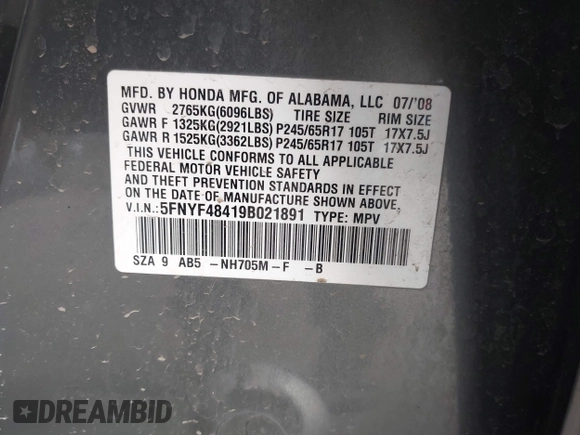 MFD. BY HONDA MFG. OF ALABAMA, LLC 07/'08
GVWR 2765KG(6096LBS) TIRE SIZE RIM SIZE
GAWR F 1325KG(2921LBS) P245/65R17 105T 17X7.5J
GAWR R 1525KG(3362LBS) P245/65R17 105T 17X7.5J
THIS VEHICLE CONFORMS TO ALL APPLICABLE
FEDERAL MOTOR VEHICLE SAFETY
AND THEFT PREVENTION STANDARDS IN EFFECT
ON THE DATE OF MANUFACTURE SHOWN ABOVE.
V.I.N.:5FNYF48419B021891 TYPE: MPV
SZA 9 AB5 -NH705M-F -B
DREAMBID